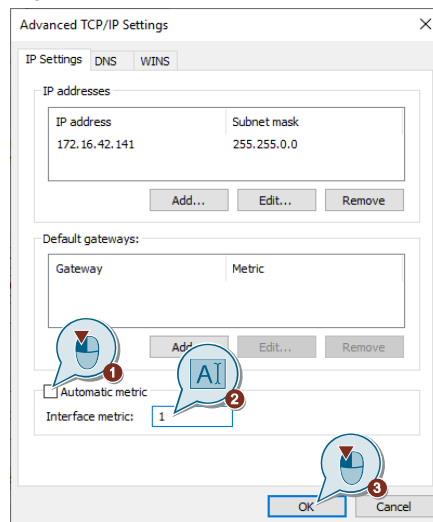 Advanced TCP/IP Settings
IP Settings DNS WINS
IP addresses
IP address Subnet mask
172.16.42.141 255.255.0.0
Add... Edit... Remove
Default gateways:
Gateway Metric
Add... Edit... Remove
1
AI
Automatic metric
2
Interface metric: 1
3
OK Cancel